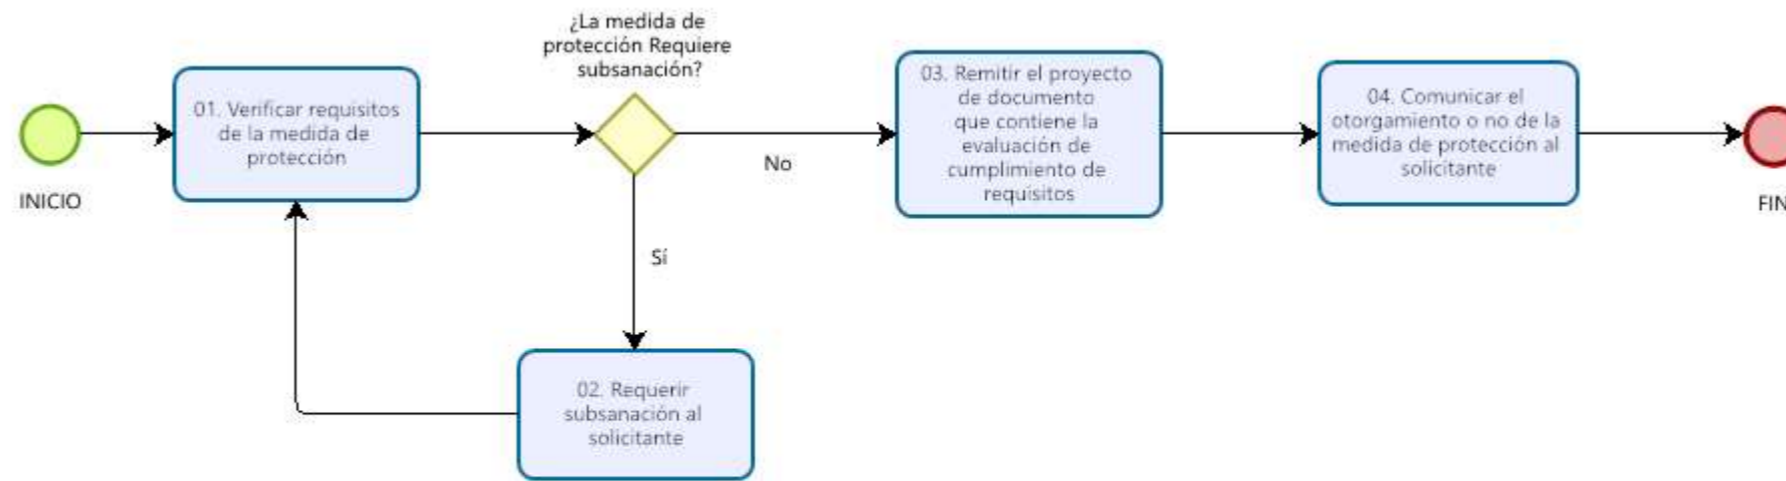 INICIO
01. Verificar requisitos
de la medida de
protección
¿La medida de
protección Requiere
subsanación?
No
Sí
02. Requerir
subsanación al
solicitante
03. Remitir el proyecto
de documento
que contiene la
evaluación de
cumplimiento de
requisitos
04. Comunicar el
otorgamiento o no de la
medida de protección al
solicitante
FIN